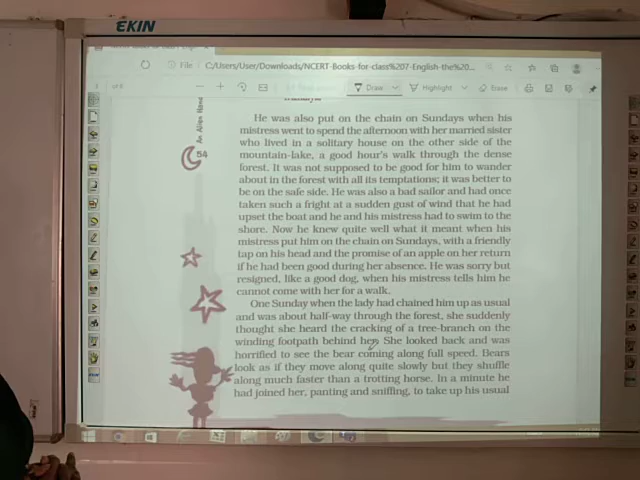 EKIN
File
C:/Users/User/Downloads/NCERT-Books-for-class%207-English-the%20...
Draw
Highlight
Erase
An Alien Hand
54
He was also put on the chain on Sundays when his
mistress went to spend the afternoon with her married sister
who lived in a solitary house on the other side of the
mountain-lake, a good hour's walk through the dense
forest. It was not supposed to be good for him to wander
about in the forest with all its temptations; it was better to
be on the safe side. He was also a bad sailor and had once
taken such a fright at a sudden gust of wind that he had
upset the boat and he and his mistress had to swim to the
shore. Now he knew quite well what it meant when his
mistress put him on the chain on Sundays, with a friendly
tap on his head and the promise of an apple on her return
if he had been good during her absence. He was sorry but
resigned, like a good dog, when his mistress tells him he
cannot come with her for a walk.
One Sunday when the lady had chained him up as usual
and was about half-way through the forest, she suddenly
thought she heard the cracking of a tree-branch on the
winding footpath behind her. She looked back and was
horrified to see the bear coming along full speed. Bears
look as if they move along quite slowly but they shuffle
along much faster than a trotting horse. In a minute he
had joined her, panting and sniffing, to take up his usual